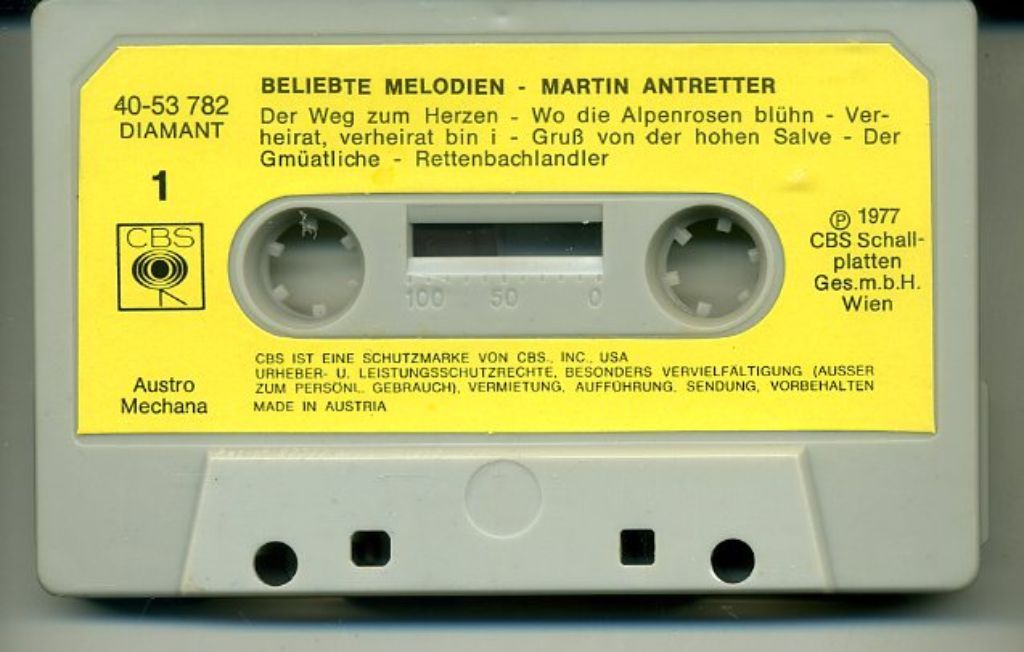 BELIEBTE MELODIEN - MARTIN ANTRETTER
40-53 782
DIAMANT
Der Weg zum Herzen - Wo die Alpenrosen blühn - Ver-
heirat, verheirat bin i - Gruß von der hohen Salve - Der
Gmüatliche - Rettenbachlandler
1
CBS
℗ 1977
CBS Schall-
platten
Ges.m.b.H.
Wien
100 50 0
CBS IST EINE SCHUTZMARKE VON CBS., INC., USA
URHEBER- U. LEISTUNGSSCHUTZRECHTE, BESONDERS VERVIELFÄLTIGUNG (AUSSER
ZUM PERSÖNL. GEBRAUCH), VERMIETUNG, AUFFÜHRUNG, SENDUNG, VORBEHALTEN
MADE IN AUSTRIA
Austro
Mechana